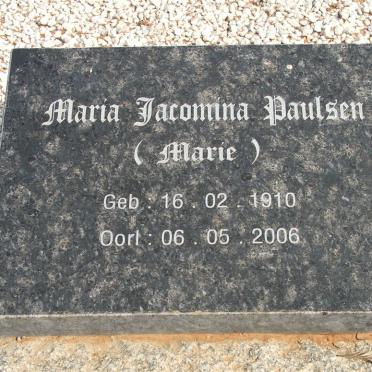 Maria Jacomina Paulsen
( Marie )
Geb : 16 . 02 . 1910
Oorl : 06 . 05 . 2006